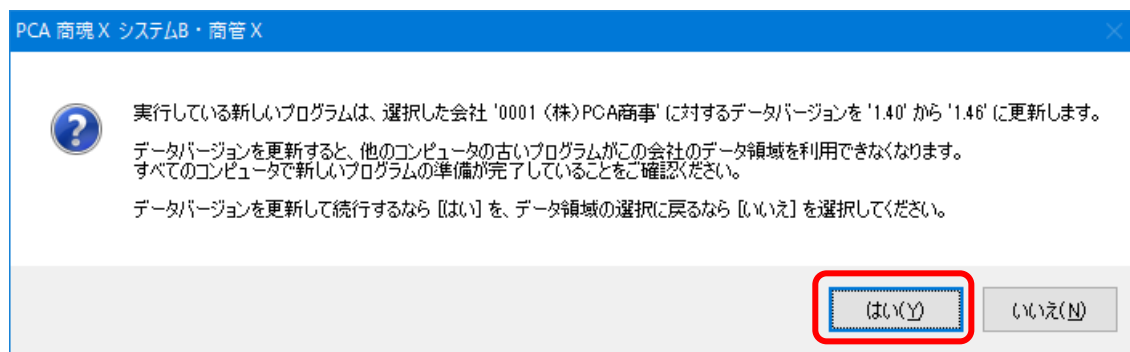 PCA 商魂X システムB・商管X
実行している新しいプログラムは、選択した会社 '0001 (株)PCA商事' に対するデータバージョンを '1.40' から '1.46' に更新します。
データバージョンを更新すると、他のコンピュータの古いプログラムがこの会社のデータ領域を利用できなくなります。
すべてのコンピュータで新しいプログラムの準備が完了していることをご確認ください。
データバージョンを更新して続行するなら [はい] を、データ領域の選択に戻るなら [いいえ] を選択してください。
はい(Y)
いいえ(N)